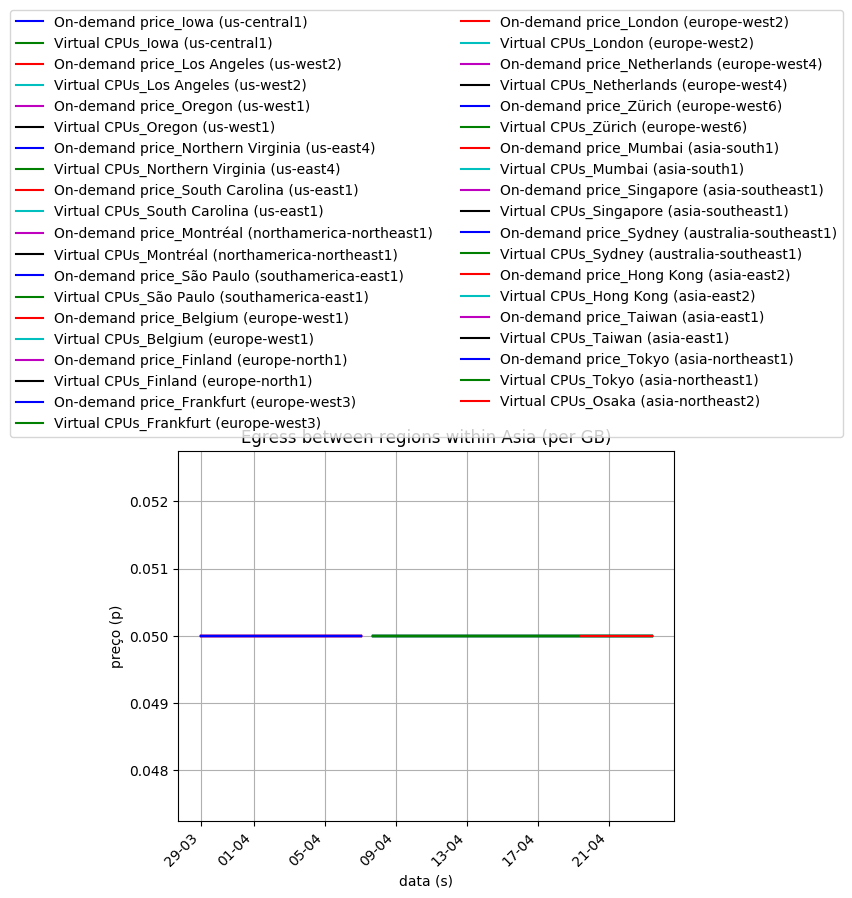 On-demand price_Iowa (us-central1)
Virtual CPUs_Iowa (us-central1)
On-demand price_Los Angeles (us-west2)
Virtual CPUs_Los Angeles (us-west2)
On-demand price_Oregon (us-west1)
Virtual CPUs_Oregon (us-west1)
On-demand price_Northern Virginia (us-east4)
Virtual CPUs_Northern Virginia (us-east4)
On-demand price_South Carolina (us-east1)
Virtual CPUs_South Carolina (us-east1)
On-demand price_Montréal (northamerica-northeast1)
Virtual CPUs_Montréal (northamerica-northeast1)
On-demand price_São Paulo (southamerica-east1)
Virtual CPUs_São Paulo (southamerica-east1)
On-demand price_Belgium (europe-west1)
Virtual CPUs_Belgium (europe-west1)
On-demand price_Finland (europe-north1)
Virtual CPUs_Finland (europe-north1)
On-demand price_Frankfurt (europe-west3)
Virtual CPUs_Frankfurt (europe-west3)
On-demand price_London (europe-west2)
Virtual CPUs_London (europe-west2)
On-demand price_Netherlands (europe-west4)
Virtual CPUs_Netherlands (europe-west4)
On-demand price_Zürich (europe-west6)
Virtual CPUs_Zürich (europe-west6)
On-demand price_Mumbai (asia-south1)
Virtual CPUs_Mumbai (asia-south1)
On-demand price_Singapore (asia-southeast1)
Virtual CPUs_Singapore (asia-southeast1)
On-demand price_Sydney (australia-southeast1)
Virtual CPUs_Sydney (australia-southeast1)
On-demand price_Hong Kong (asia-east2)
Virtual CPUs_Hong Kong (asia-east2)
On-demand price_Taiwan (asia-east1)
Virtual CPUs_Taiwan (asia-east1)
On-demand price_Tokyo (asia-northeast1)
Virtual CPUs_Tokyo (asia-northeast1)
Virtual CPUs_Osaka (asia-northeast2)
Egress between regions within Asia (per GB)
0.052
0.051
0.050
0.049
0.048
preço (p)
29-03
01-04
05-04
09-04
13-04
17-04
21-04
data (s)